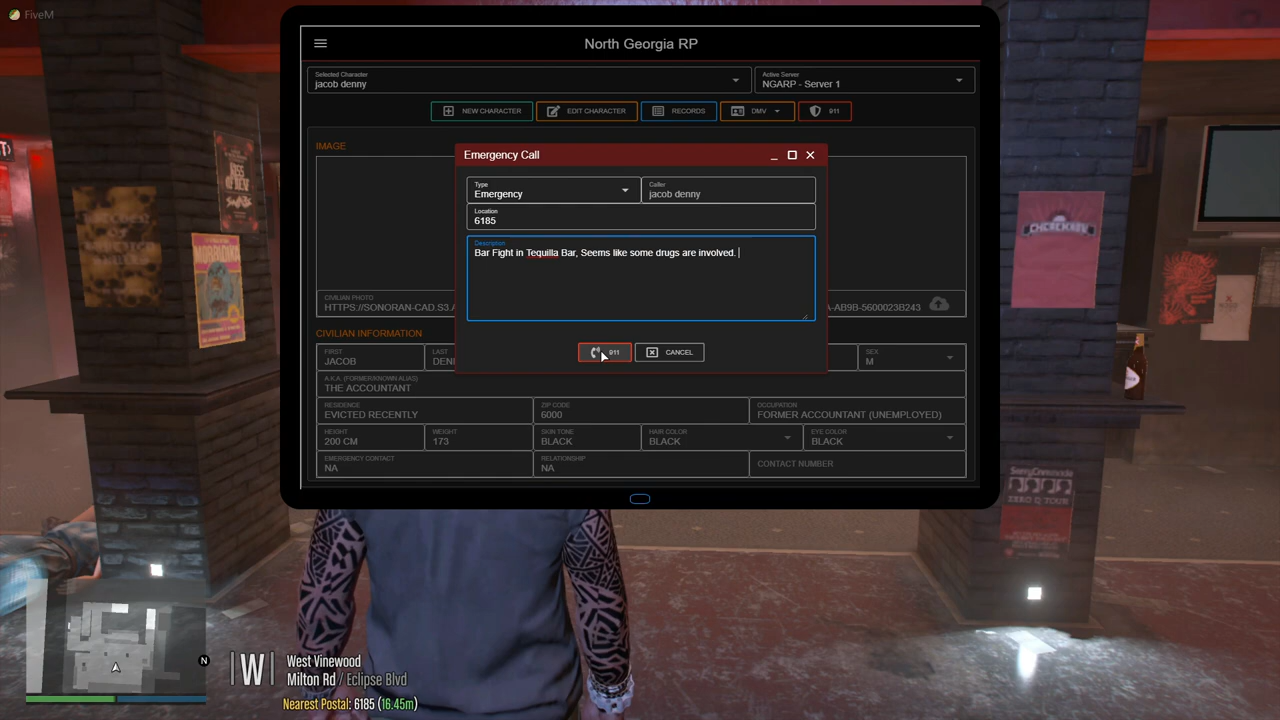 FiveM
North Georgia RP
Selected Character
jacob denny
Active Server
NGARP - Server 1
NEW CHARACTER
EDIT CHARACTER
RECORDS
DMV
911
IMAGE
Emergency Call
Type
Emergency
Caller
jacob denny
Location
6185
Description
Bar Fight in Tequilla Bar, Seems like some drugs are involved.
911
CANCEL
CIVILIAN PHOTO
HTTPS://SONORAN-CAD.S3.A
A-AB9B-5600023B243
CIVILIAN INFORMATION
FIRST
JACOB
LAST
DEN
SEX
M
A.K.A. (FORMER/KNOWN ALIAS)
THE ACCOUNTANT
RESIDENCE
EVICTED RECENTLY
ZIP CODE
6000
OCCUPATION
FORMER ACCOUNTANT (UNEMPLOYED)
HEIGHT
200 CM
WEIGHT
173
SKIN TONE
BLACK
HAIR COLOR
BLACK
EYE COLOR
BLACK
EMERGENCY CONTACT
NA
RELATIONSHIP
NA
CONTACT NUMBER
N
|W|
West Vinewood
Milton Rd / Eclipse Blvd
Nearest Postal: 6185 (16.45m)